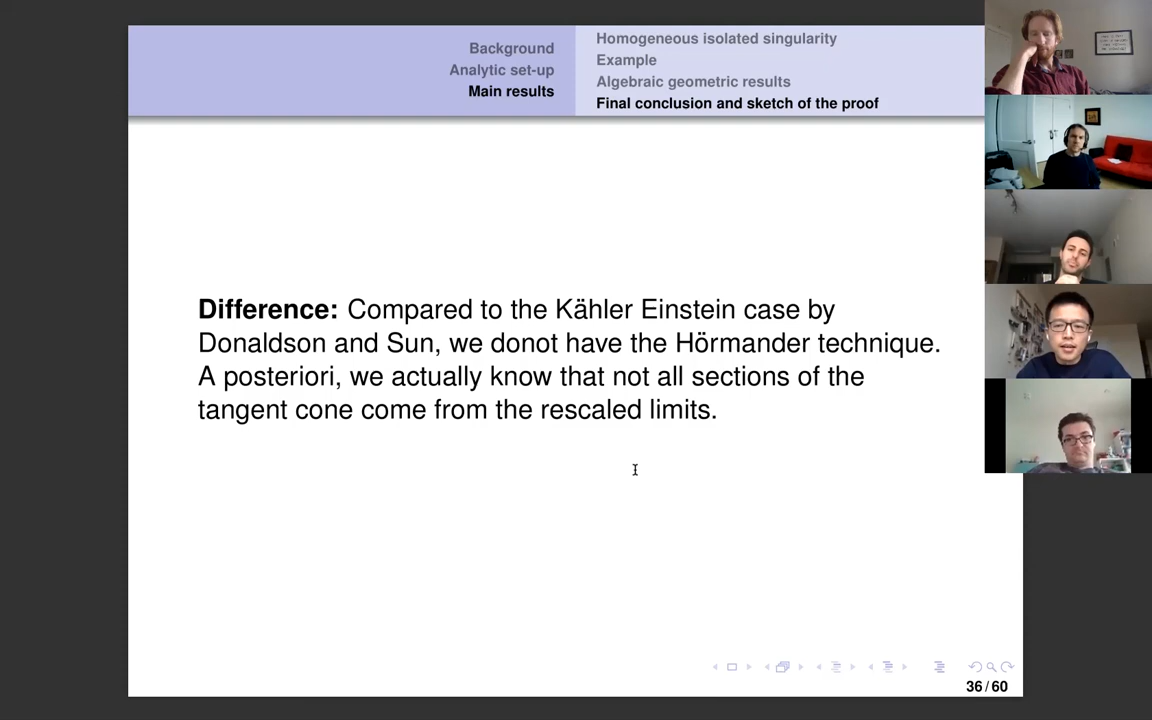 Background
Analytic set-up
Main results
Homogeneous isolated singularity
Example
Algebraic geometric results
Final conclusion and sketch of the proof
Difference: Compared to the Kähler Einstein case by
Donaldson and Sun, we donot have the Hörmander technique.
A posteriori, we actually know that not all sections of the
tangent cone come from the rescaled limits.
36/60